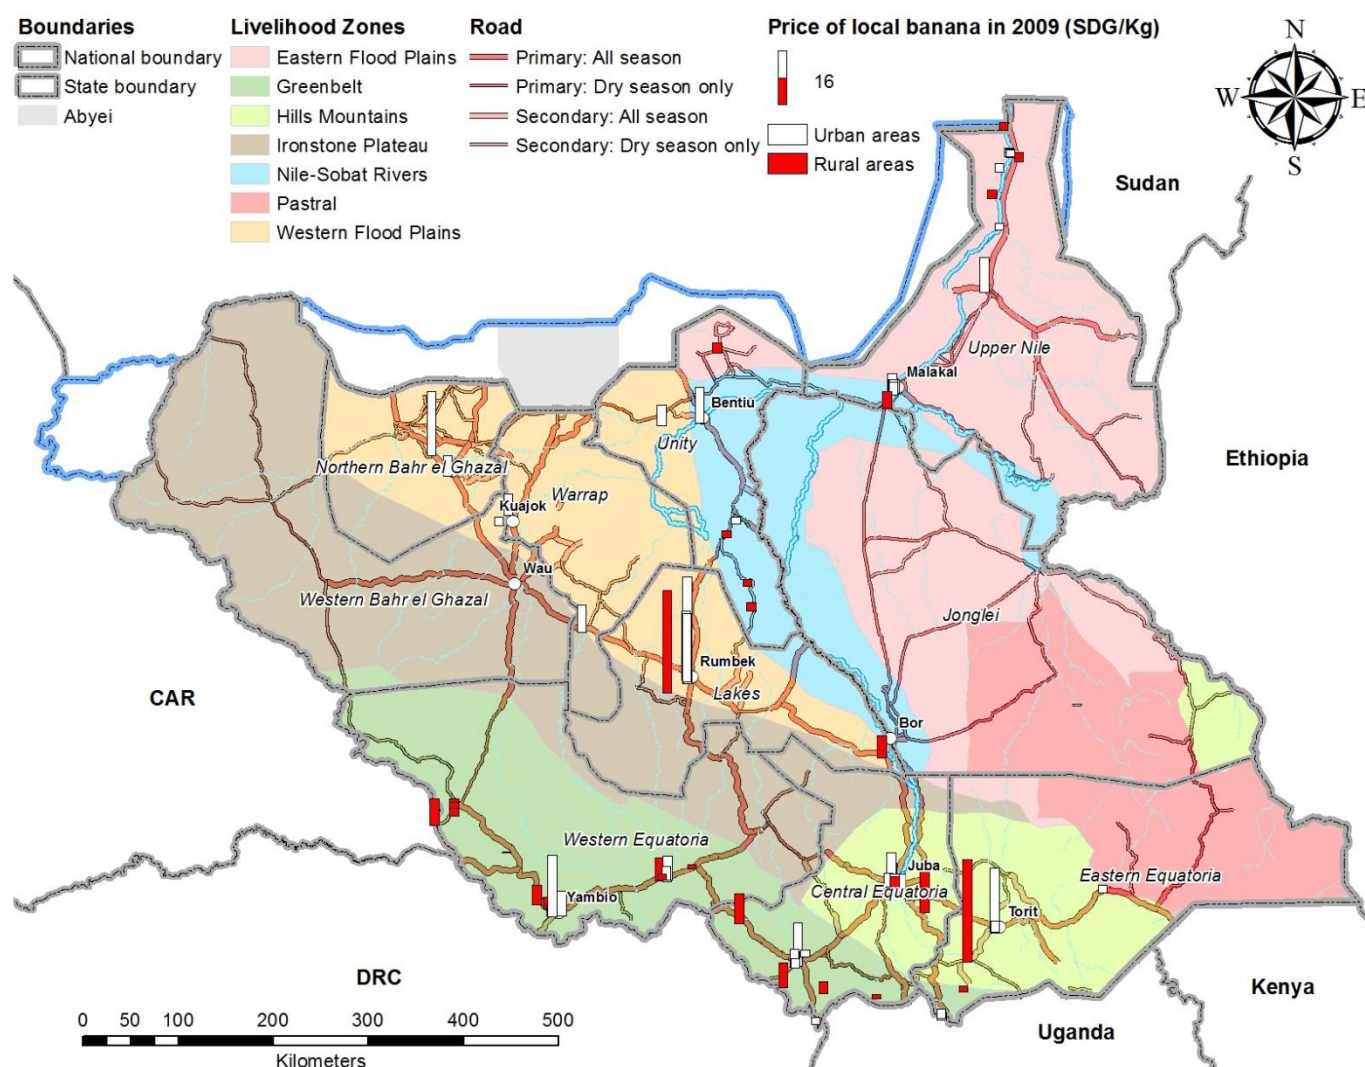 Boundaries
National boundary
State boundary
Abyei
Livelihood Zones
Eastern Flood Plains
Greenbelt
Hills Mountains
Ironstone Plateau
Nile-Sobat Rivers
Pastral
Western Flood Plains
Road
Primary: All season
Primary: Dry season only
Secondary: All season
Secondary: Dry season only
Price of local banana in 2009 (SDG/Kg)
16
Urban areas
Rural areas
N
W E
S
Sudan
Upper Nile
Malakal
Bentiu
Unity
Ethiopia
Northern Bahr el Ghazal
Warrap
Kuajok
Wau
Western Bahr el Ghazal
Jonglei
Rumbek
Lakes
CAR
Bor
Western Equatoria
Juba
Central Equatoria
Eastern Equatoria
Yambio
Torit
DRC
Kenya
Uganda
0 50 100 200 300 400 500
Kilometers